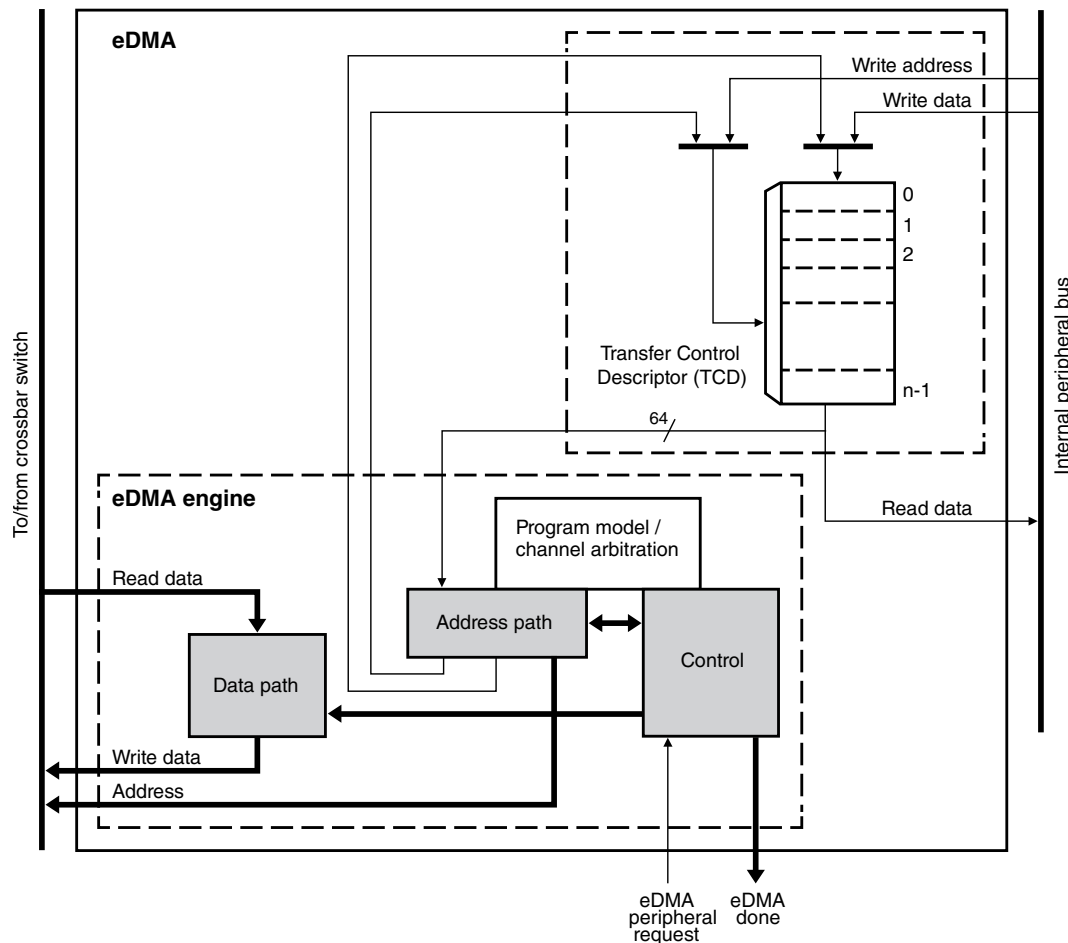 eDMA
Write address
Write data
0
1
2
n-1
Transfer Control
Descriptor (TCD)
64
To/from crossbar switch
Internal peripheral bus
Read data
eDMA engine
Program model /
channel arbitration
Read data
Address path
Control
Data path
Write data
Address
eDMA
peripheral
request
eDMA
done